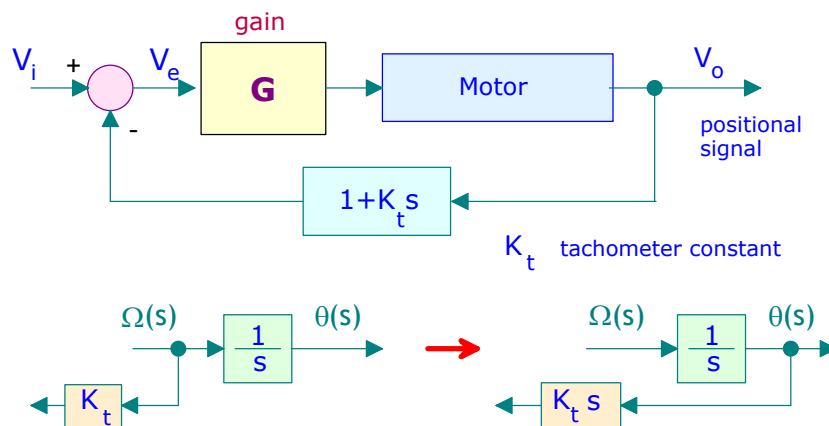 gain
V_i
+
V_e
G
Motor
V_o
-
positional
signal
1+K_t s
K_t tachometer constant
Ω(s)
1/s
θ(s)
K_t
Ω(s)
1/s
θ(s)
K_t s